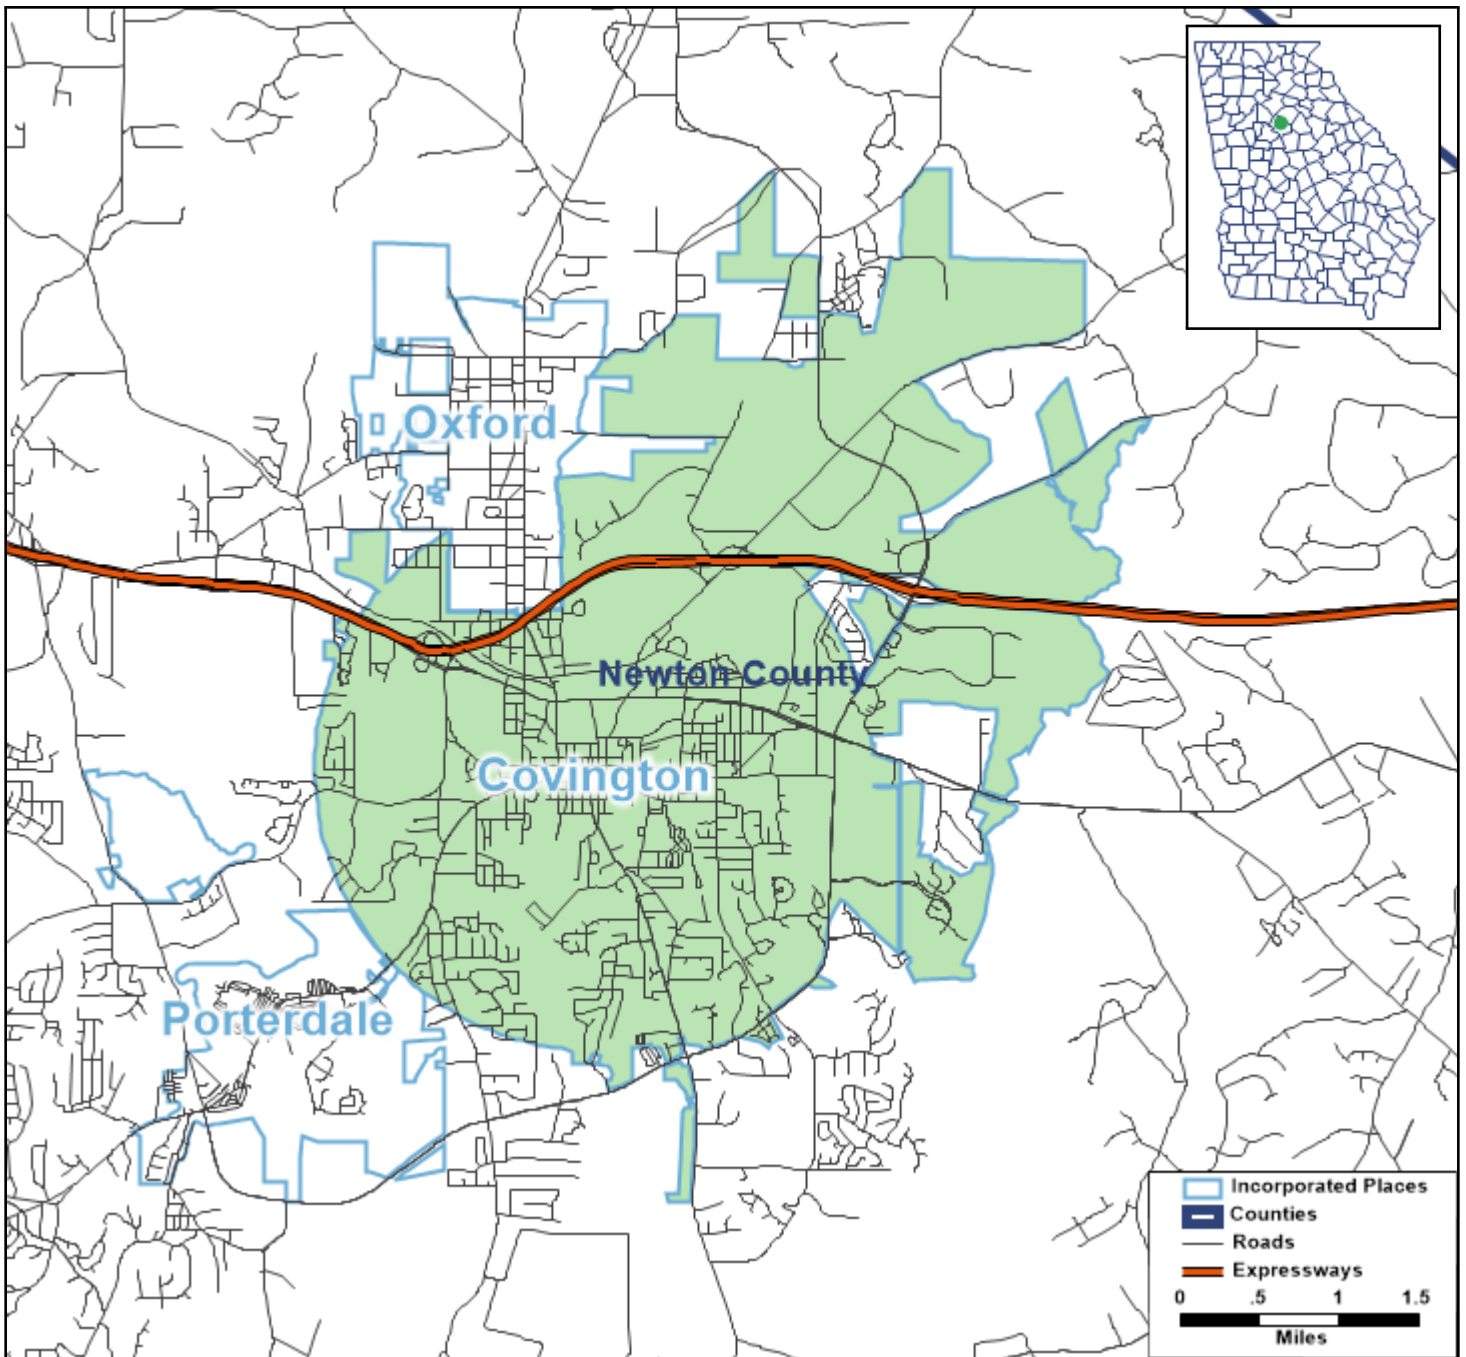 Oxford
Newton County
Covington
Porterdale
Incorporated Places
Counties
Roads
Expressways
0 .5 1 1.5
Miles